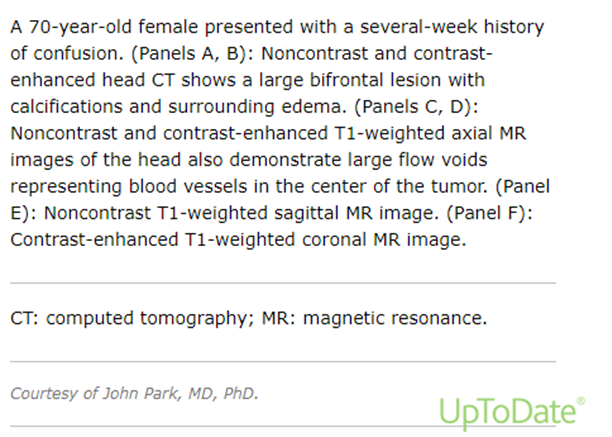 A 70-year-old female presented with a several-week history
of confusion. (Panels A, B): Noncontrast and contrast-
enhanced head CT shows a large bifrontal lesion with
calcifications and surrounding edema. (Panels C, D):
Noncontrast and contrast-enhanced T1-weighted axial MR
images of the head also demonstrate large flow voids
representing blood vessels in the center of the tumor. (Panel
E): Noncontrast T1-weighted sagittal MR image. (Panel F):
Contrast-enhanced T1-weighted coronal MR image.
CT: computed tomography; MR: magnetic resonance.
Courtesy of John Park, MD, PhD.
UpToDate®